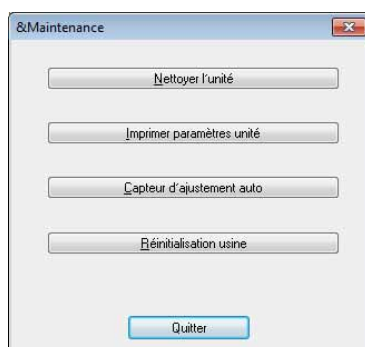 &Maintenance
Nettoyer l'unité
Imprimer paramètres unité
Capteur d'ajustement auto
Réinitialisation usine
Quitter